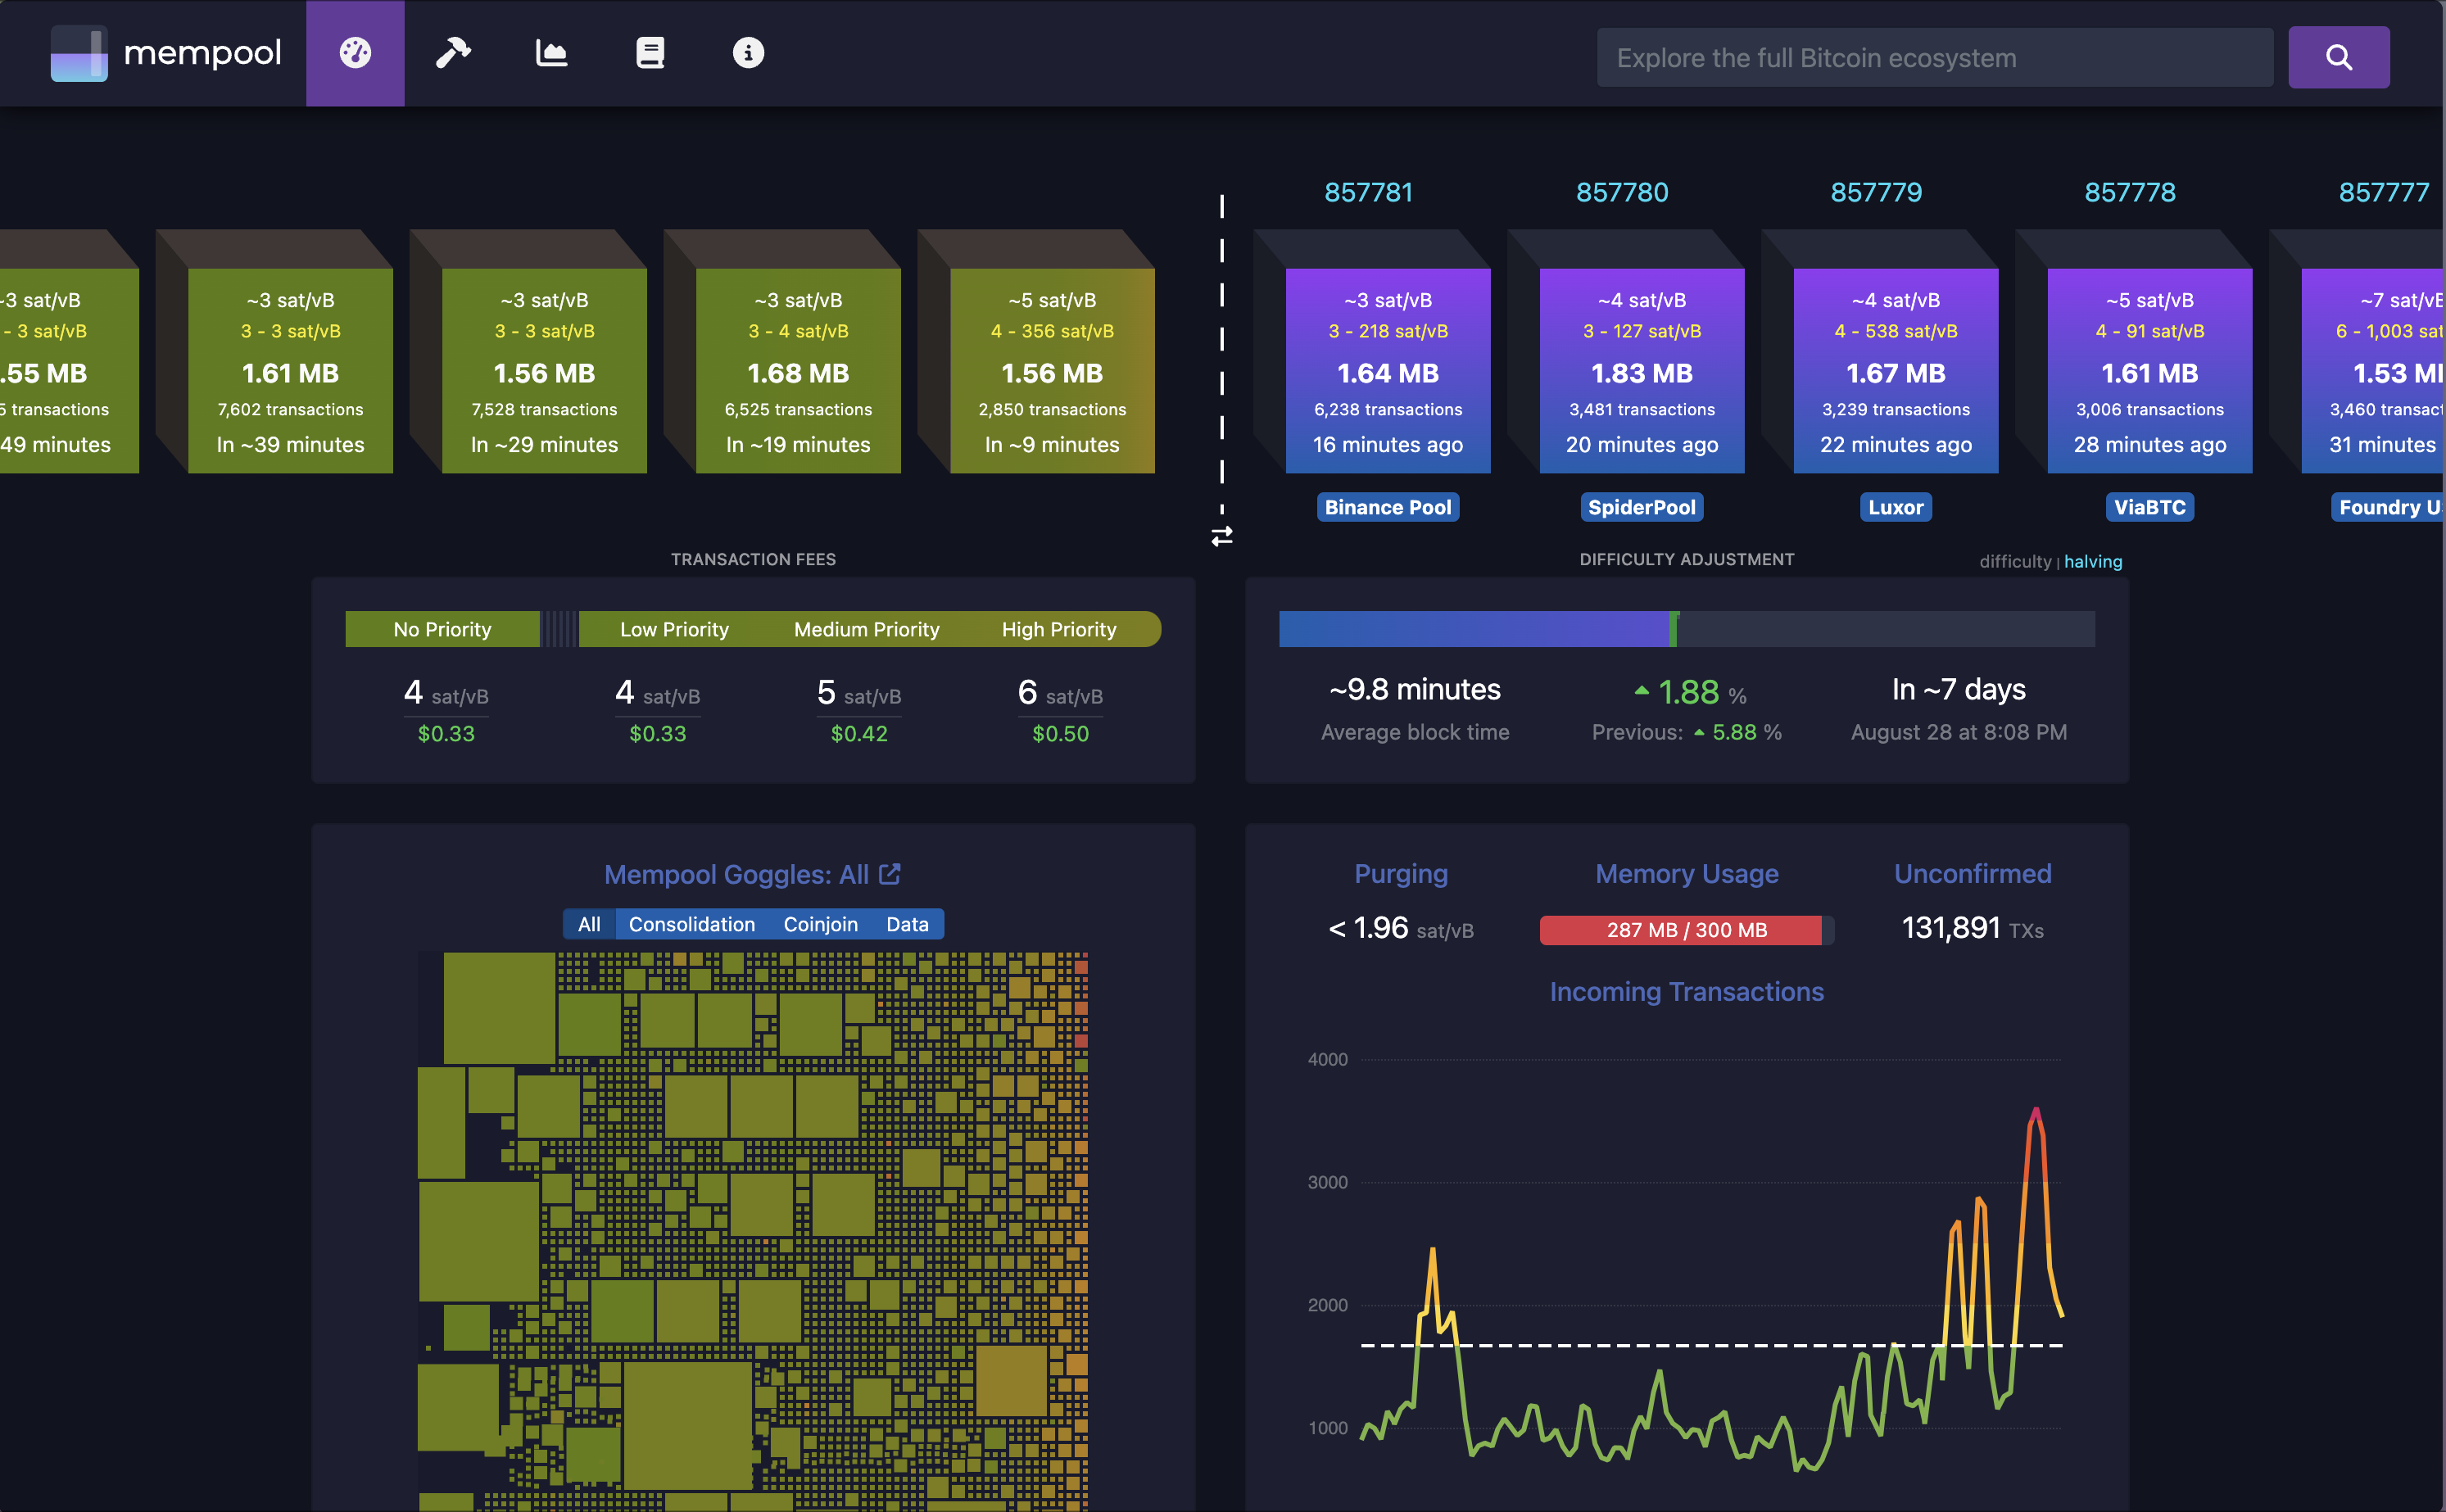 mempool
Explore the full Bitcoin ecosystem
857781
857780
857779
857778
857777
3 sat/vB
- 3 sat/vB
.55 MB
5 transactions
49 minutes
~3 sat/vB
3 - 3 sat/vB
1.61 MB
7,602 transactions
In ~39 minutes
~3 sat/vB
3 - 3 sat/vB
1.56 MB
7,528 transactions
In ~29 minutes
~3 sat/vB
3 - 4 sat/vB
1.68 MB
6,525 transactions
In ~19 minutes
~5 sat/vB
4 - 356 sat/vB
1.56 MB
2,850 transactions
In ~9 minutes
~3 sat/vB
3 - 218 sat/vB
1.64 MB
6,238 transactions
16 minutes ago
Binance Pool
~4 sat/vB
3 - 127 sat/vB
1.83 MB
3,481 transactions
20 minutes ago
SpiderPool
~4 sat/vB
4 - 538 sat/vB
1.67 MB
3,239 transactions
22 minutes ago
Luxor
~5 sat/vB
4 - 91 sat/vB
1.61 MB
3,006 transactions
28 minutes ago
ViaBTC
~7 sat/vB
6 - 1,003 sat
1.53 M
3,460 transact
31 minutes
Foundry U
TRANSACTION FEES
No Priority
Low Priority
Medium Priority
High Priority
4 sat/vB
4 sat/vB
5 sat/vB
6 sat/vB
$0.33
$0.33
$0.42
$0.50
DIFFICULTY ADJUSTMENT
difficulty | halving
~9.8 minutes
1.88 %
In ~7 days
Average block time
Previous: 5.88 %
August 28 at 8:08 PM
Mempool Goggles: All
All
Consolidation
Coinjoin
Data
Purging
Memory Usage
Unconfirmed
< 1.96 sat/vB
287 MB / 300 MB
131,891 TXs
Incoming Transactions
4000
3000
2000
1000